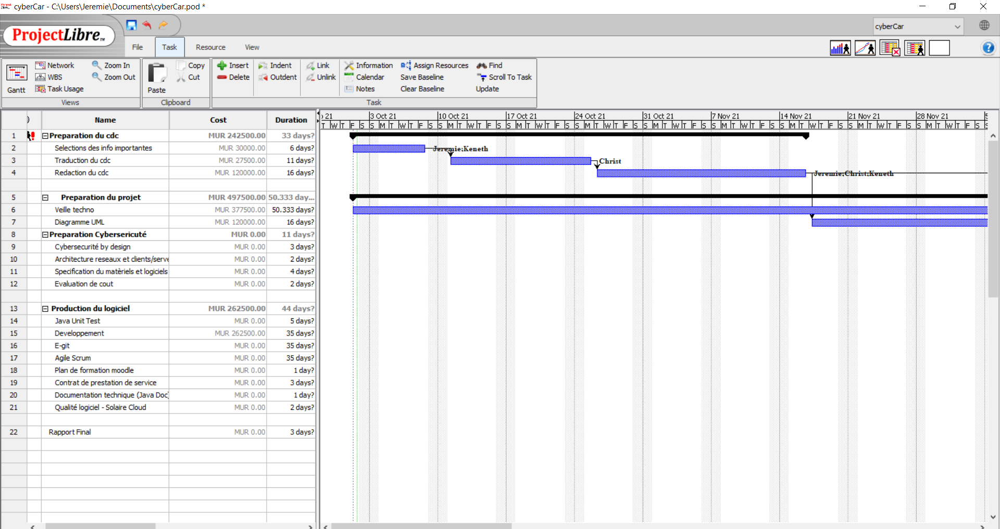 cyberCar - C:\Users\Jeremie\Documents\cyberCar.pod *
ProjectLibre™
cyberCar
File Task Resource View
Network Zoom In Copy Insert Indent Link Information Assign Resources Find
WBS Zoom Out Cut Delete Outdent Unlink Calendar Save Baseline Scroll To Task
Gantt Task Usage Paste Notes Clear Baseline Update
Views Clipboard Task
Name Cost Duration
21 3 Oct 21 10 Oct 21 17 Oct 21 24 Oct 21 31 Oct 21 7 Nov 21 14 Nov 21 21 Nov 21 28 Nov 21 5
T W T F S S M T W T F S S M T W T F S S M T W T F S S M T W T F S S M T W T F S S M T W T F S S M T W T F S S M T W T F S S M T W T F S S
1 Preparation du cdc MUR 242500.00 33 days?
2 Selections des info importantes MUR 30000.00 6 days? Jeremie;Keneth
3 Traduction du cdc MUR 27500.00 11 days? Christ
4 Redaction du cdc MUR 120000.00 16 days? Jeremie;Christ;Keneth
5 Preparation du projet MUR 497500.00 50.333 day...
6 Veille techno MUR 377500.00 50.333 days?
7 Diagramme UML MUR 120000.00 16 days?
8 Preparation Cybersericuté MUR 0.00 11 days?
9 Cybersecurité by design MUR 0.00 3 days?
10 Architecture reseaux et clients/serve MUR 0.00 2 days?
11 Specification du matèriels et logiciels MUR 0.00 4 days?
12 Evaluation de cout MUR 0.00 2 days?
13 Production du logiciel MUR 262500.00 44 days?
14 Java Unit Test MUR 0.00 5 days?
15 Developpement MUR 262500.00 35 days?
16 E-git MUR 0.00 35 days?
17 Agile Scrum MUR 0.00 35 days?
18 Plan de formation moodle MUR 0.00 1 day?
19 Contrat de prestation de service MUR 0.00 3 days?
20 Documentation technique (Java Doc) MUR 0.00 1 day?
21 Qualité logiciel - Solaire Cloud MUR 0.00 2 days?
22 Rapport Final MUR 0.00 3 days?